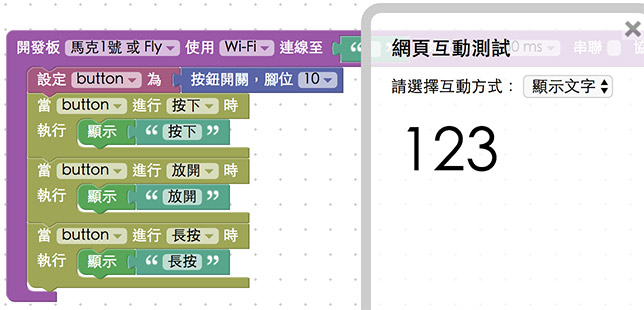 開發板 馬克1號 或 Fly 使用 Wi-Fi 連線至 “ 0 ms 串聯
設定 button 為 按鈕開關，腳位 10
當 button 進行 按下 時
執行 顯示 “ 按下 ”
當 button 進行 放開 時
執行 顯示 “ 放開 ”
當 button 進行 長按 時
執行 顯示 “ 長按 ”
×
網頁互動測試
請選擇互動方式： 顯示文字
123